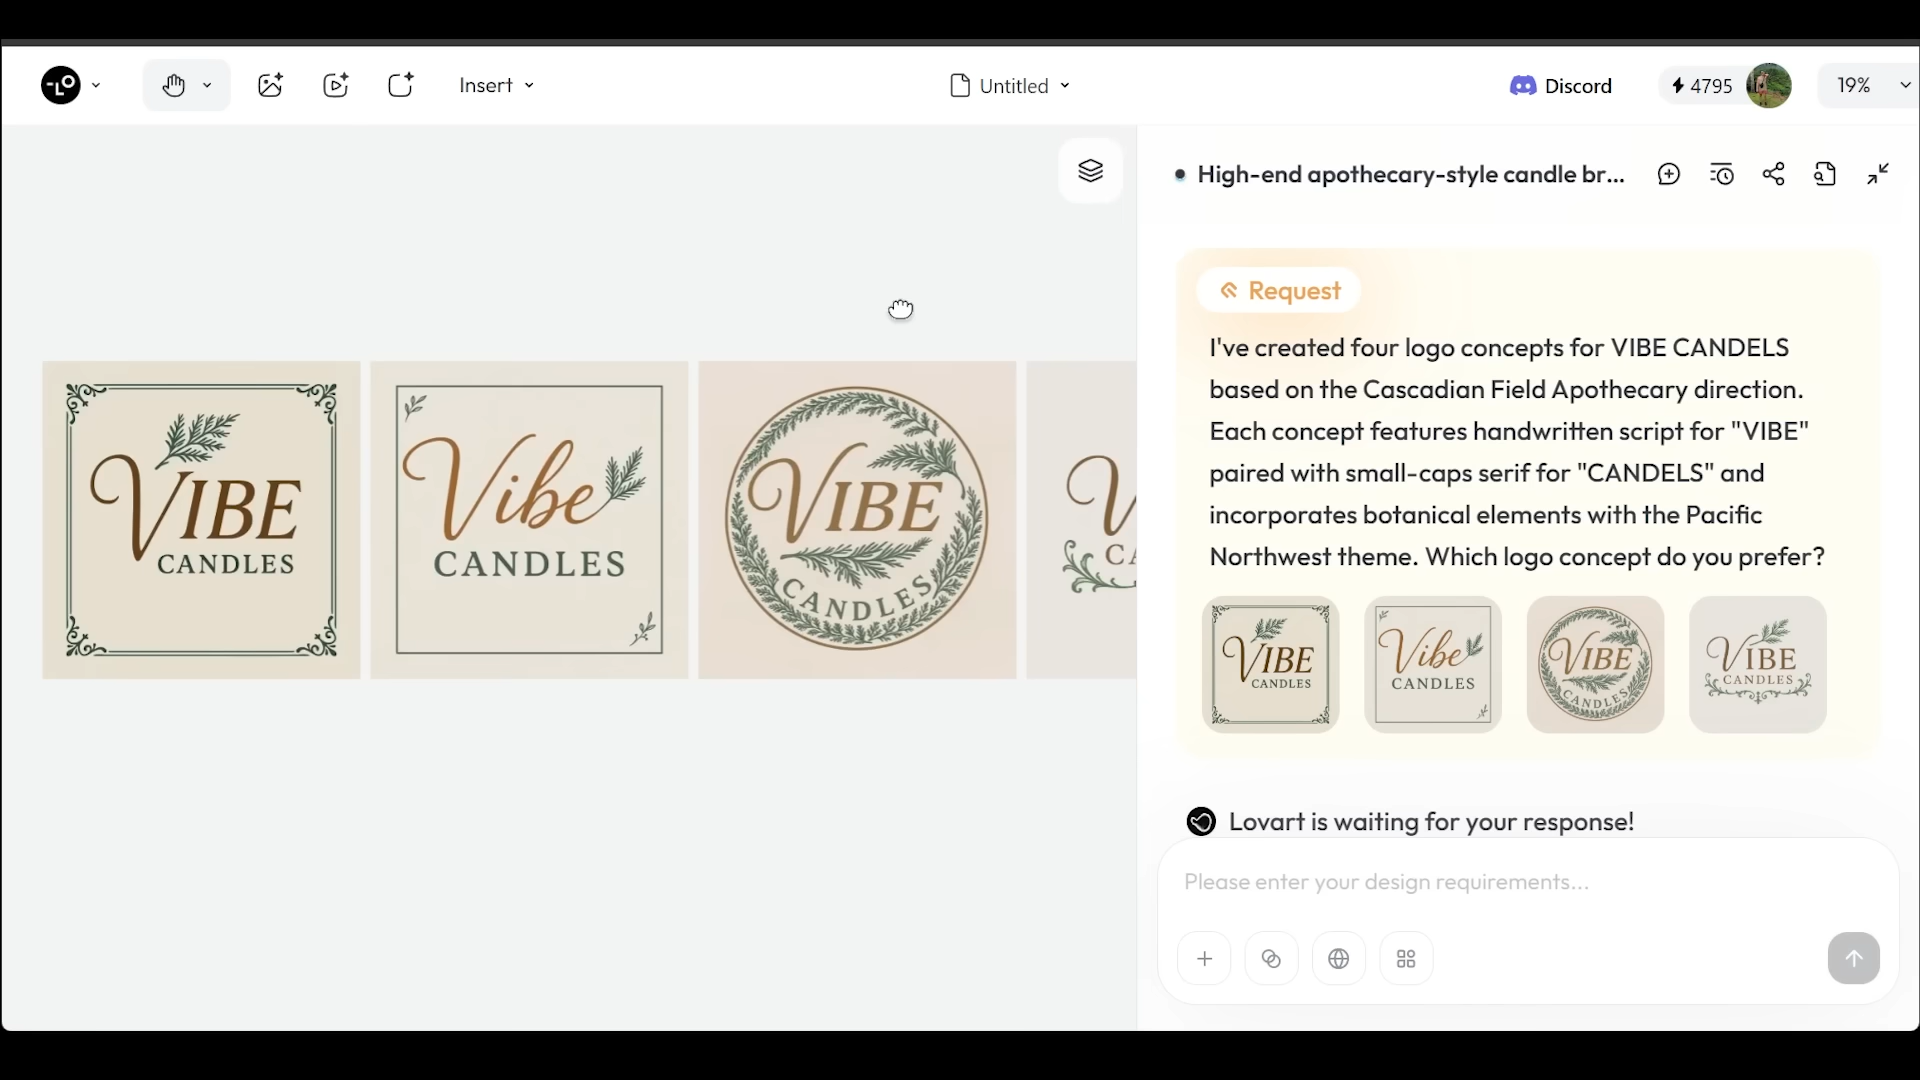 Insert
Untitled
Discord
4795
19%
High-end apothecary-style candle br...
Request
I've created four logo concepts for VIBE CANDELS
based on the Cascadian Field Apothecary direction.
Each concept features handwritten script for "VIBE"
paired with small-caps serif for "CANDELS" and
incorporates botanical elements with the Pacific
Northwest theme. Which logo concept do you prefer?
VIBE
CANDLES
Vibe
CANDLES
VIBE
CANDLES
V
CA
VIBE
CANDLES
Vibe
CANDLES
VIBE
CANDLES
VIBE
CANDLES
Lovart is waiting for your response!
Please enter your design requirements...